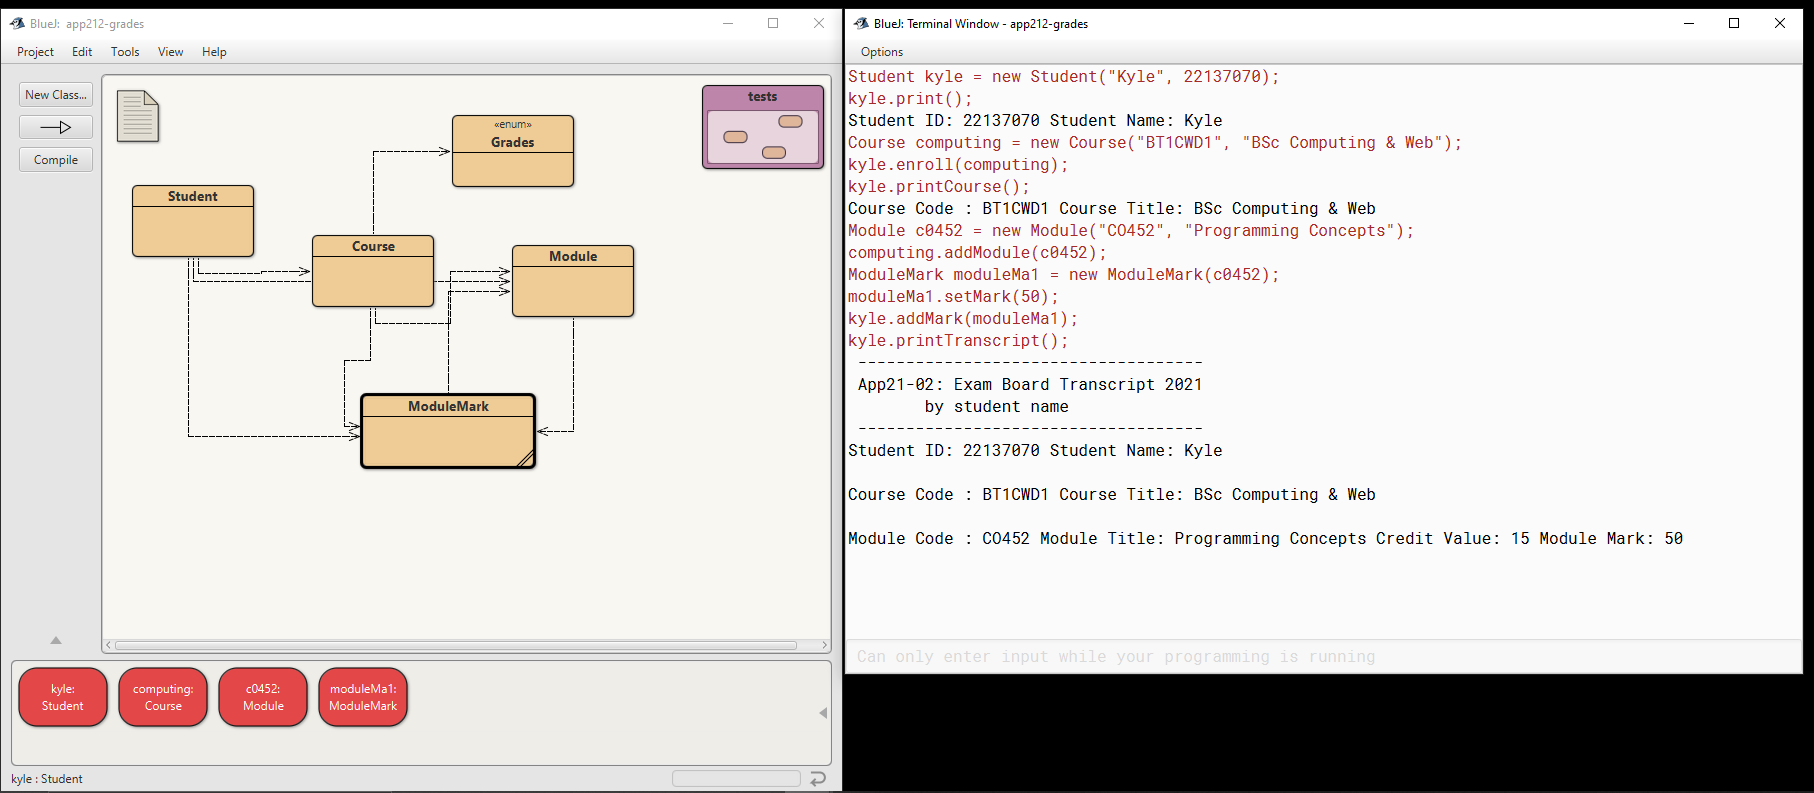 BlueJ: app212-grades
Project Edit Tools View Help
New Class...
Compile
tests
«enum»
Grades
Student
Course
Module
ModuleMark
kyle:
Student
computing:
Course
c0452:
Module
moduleMa1:
ModuleMark
kyle : Student
BlueJ: Terminal Window - app212-grades
Options
Student kyle = new Student("Kyle", 22137070);
kyle.print();
Student ID: 22137070 Student Name: Kyle
Course computing = new Course("BT1CWD1", "BSc Computing & Web");
kyle.enroll(computing);
kyle.printCourse();
Course Code : BT1CWD1 Course Title: BSc Computing & Web
Module c0452 = new Module("CO452", "Programming Concepts");
computing.addModule(c0452);
ModuleMark moduleMa1 = new ModuleMark(c0452);
moduleMa1.setMark(50);
kyle.addMark(moduleMa1);
kyle.printTranscript();
------------------------------------
App21-02: Exam Board Transcript 2021
by student name
------------------------------------
Student ID: 22137070 Student Name: Kyle
Course Code : BT1CWD1 Course Title: BSc Computing & Web
Module Code : CO452 Module Title: Programming Concepts Credit Value: 15 Module Mark: 50
Can only enter input while your programming is running